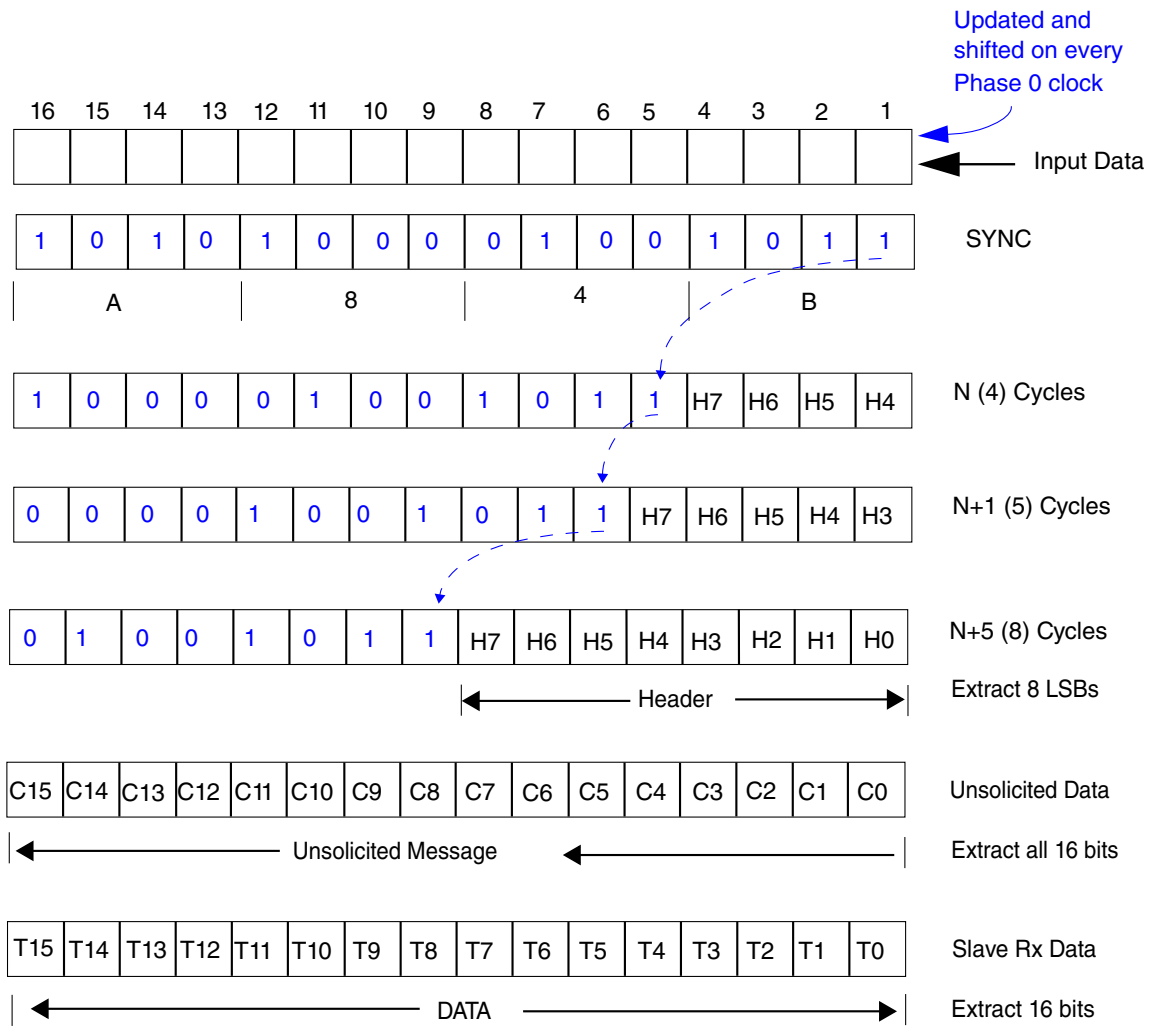 Updated and
shifted on every
Phase 0 clock
16 15 14 13 12 11 10 9 8 7 6 5 4 3 2 1
Input Data
1 0 1 0 1 0 0 0 0 1 0 0 1 0 1 1 SYNC
A 8 4 B
1 0 0 0 0 1 0 0 1 0 1 1 H7 H6 H5 H4 N (4) Cycles
0 0 0 0 1 0 0 1 0 1 1 H7 H6 H5 H4 H3 N+1 (5) Cycles
0 1 0 0 1 0 1 1 H7 H6 H5 H4 H3 H2 H1 H0 N+5 (8) Cycles
Header Extract 8 LSBs
C15 C14 C13 C12 C11 C10 C9 C8 C7 C6 C5 C4 C3 C2 C1 C0 Unsolicited Data
Unsolicited Message Extract all 16 bits
T15 T14 T13 T12 T11 T10 T9 T8 T7 T6 T5 T4 T3 T2 T1 T0 Slave Rx Data
DATA Extract 16 bits